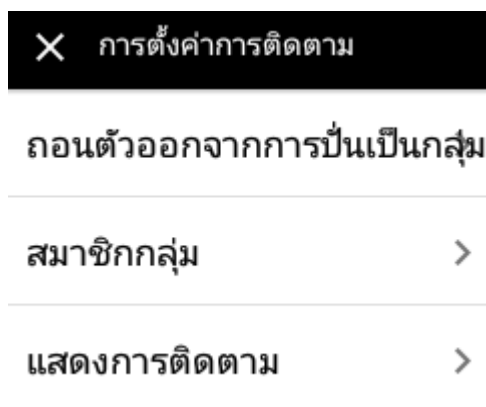 การตั้งค่าการติดตาม
ถอนตัวออกจากการปั่นเป็นกลุ่ม
สมาชิกกลุ่ม
แสดงการติดตาม